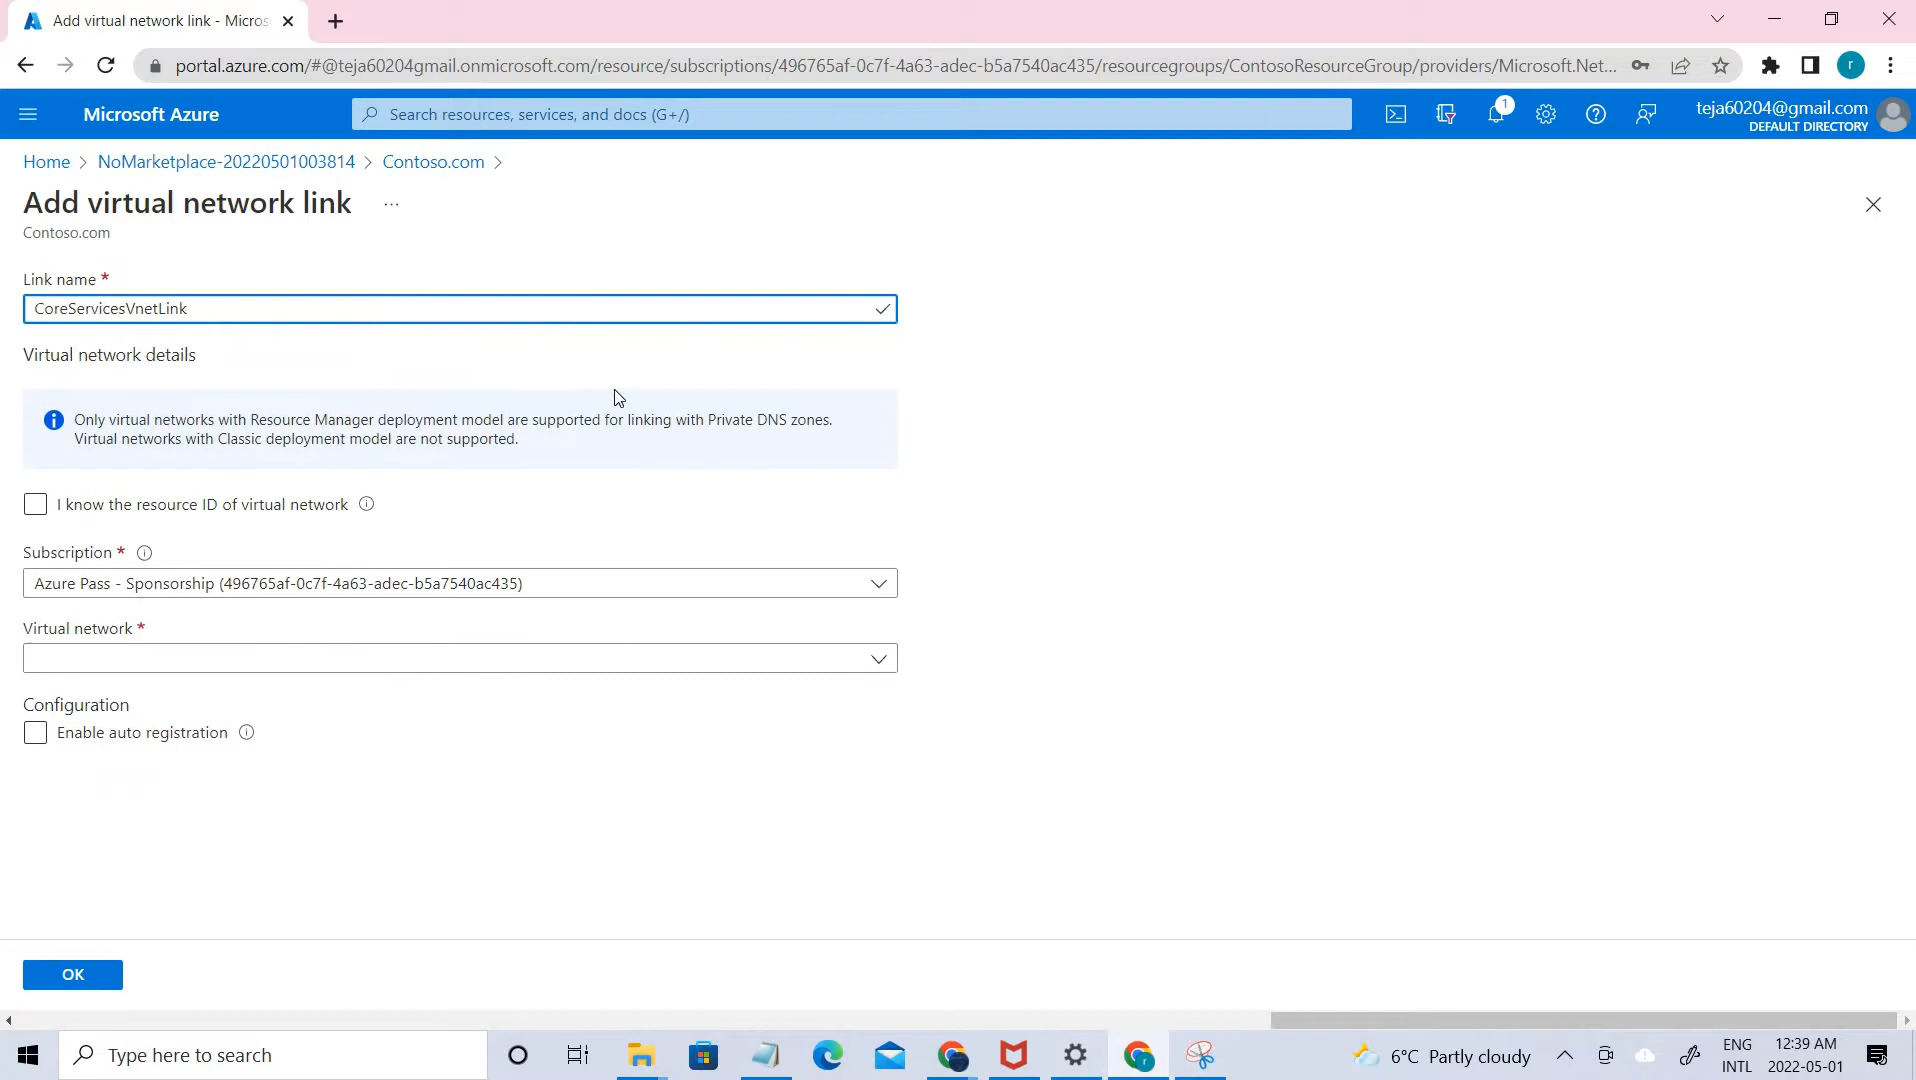 Add virtual network link - Micros
portal.azure.com/#@teja60204gmail.onmicrosoft.com/resource/subscriptions/496765af-0c7f-4a63-adec-b5a7540ac435/resourcegroups/ContosoResourceGroup/providers/Microsoft.Net...
r
Microsoft Azure
Search resources, services, and docs (G+/)
1
teja60204@gmail.com
DEFAULT DIRECTORY
Home > NoMarketplace-20220501003814 > Contoso.com >
Add virtual network link ...
Contoso.com
Link name *
CoreServicesVnetLink
Virtual network details
Only virtual networks with Resource Manager deployment model are supported for linking with Private DNS zones.
Virtual networks with Classic deployment model are not supported.
I know the resource ID of virtual network
Subscription *
Azure Pass - Sponsorship (496765af-0c7f-4a63-adec-b5a7540ac435)
Virtual network *
Configuration
Enable auto registration
OK
Type here to search
6°C Partly cloudy
ENG
INTL
12:39 AM
2022-05-01